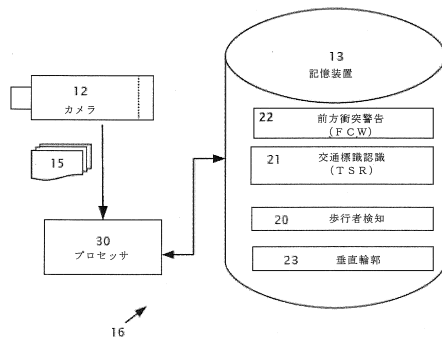 12
カメラ
15
30
プロセッサ
16
13
記憶装置
22
前方衝突警告
(FCW)
21
交通標識認識
(TSR)
20
歩行者検知
23
垂直輪郭